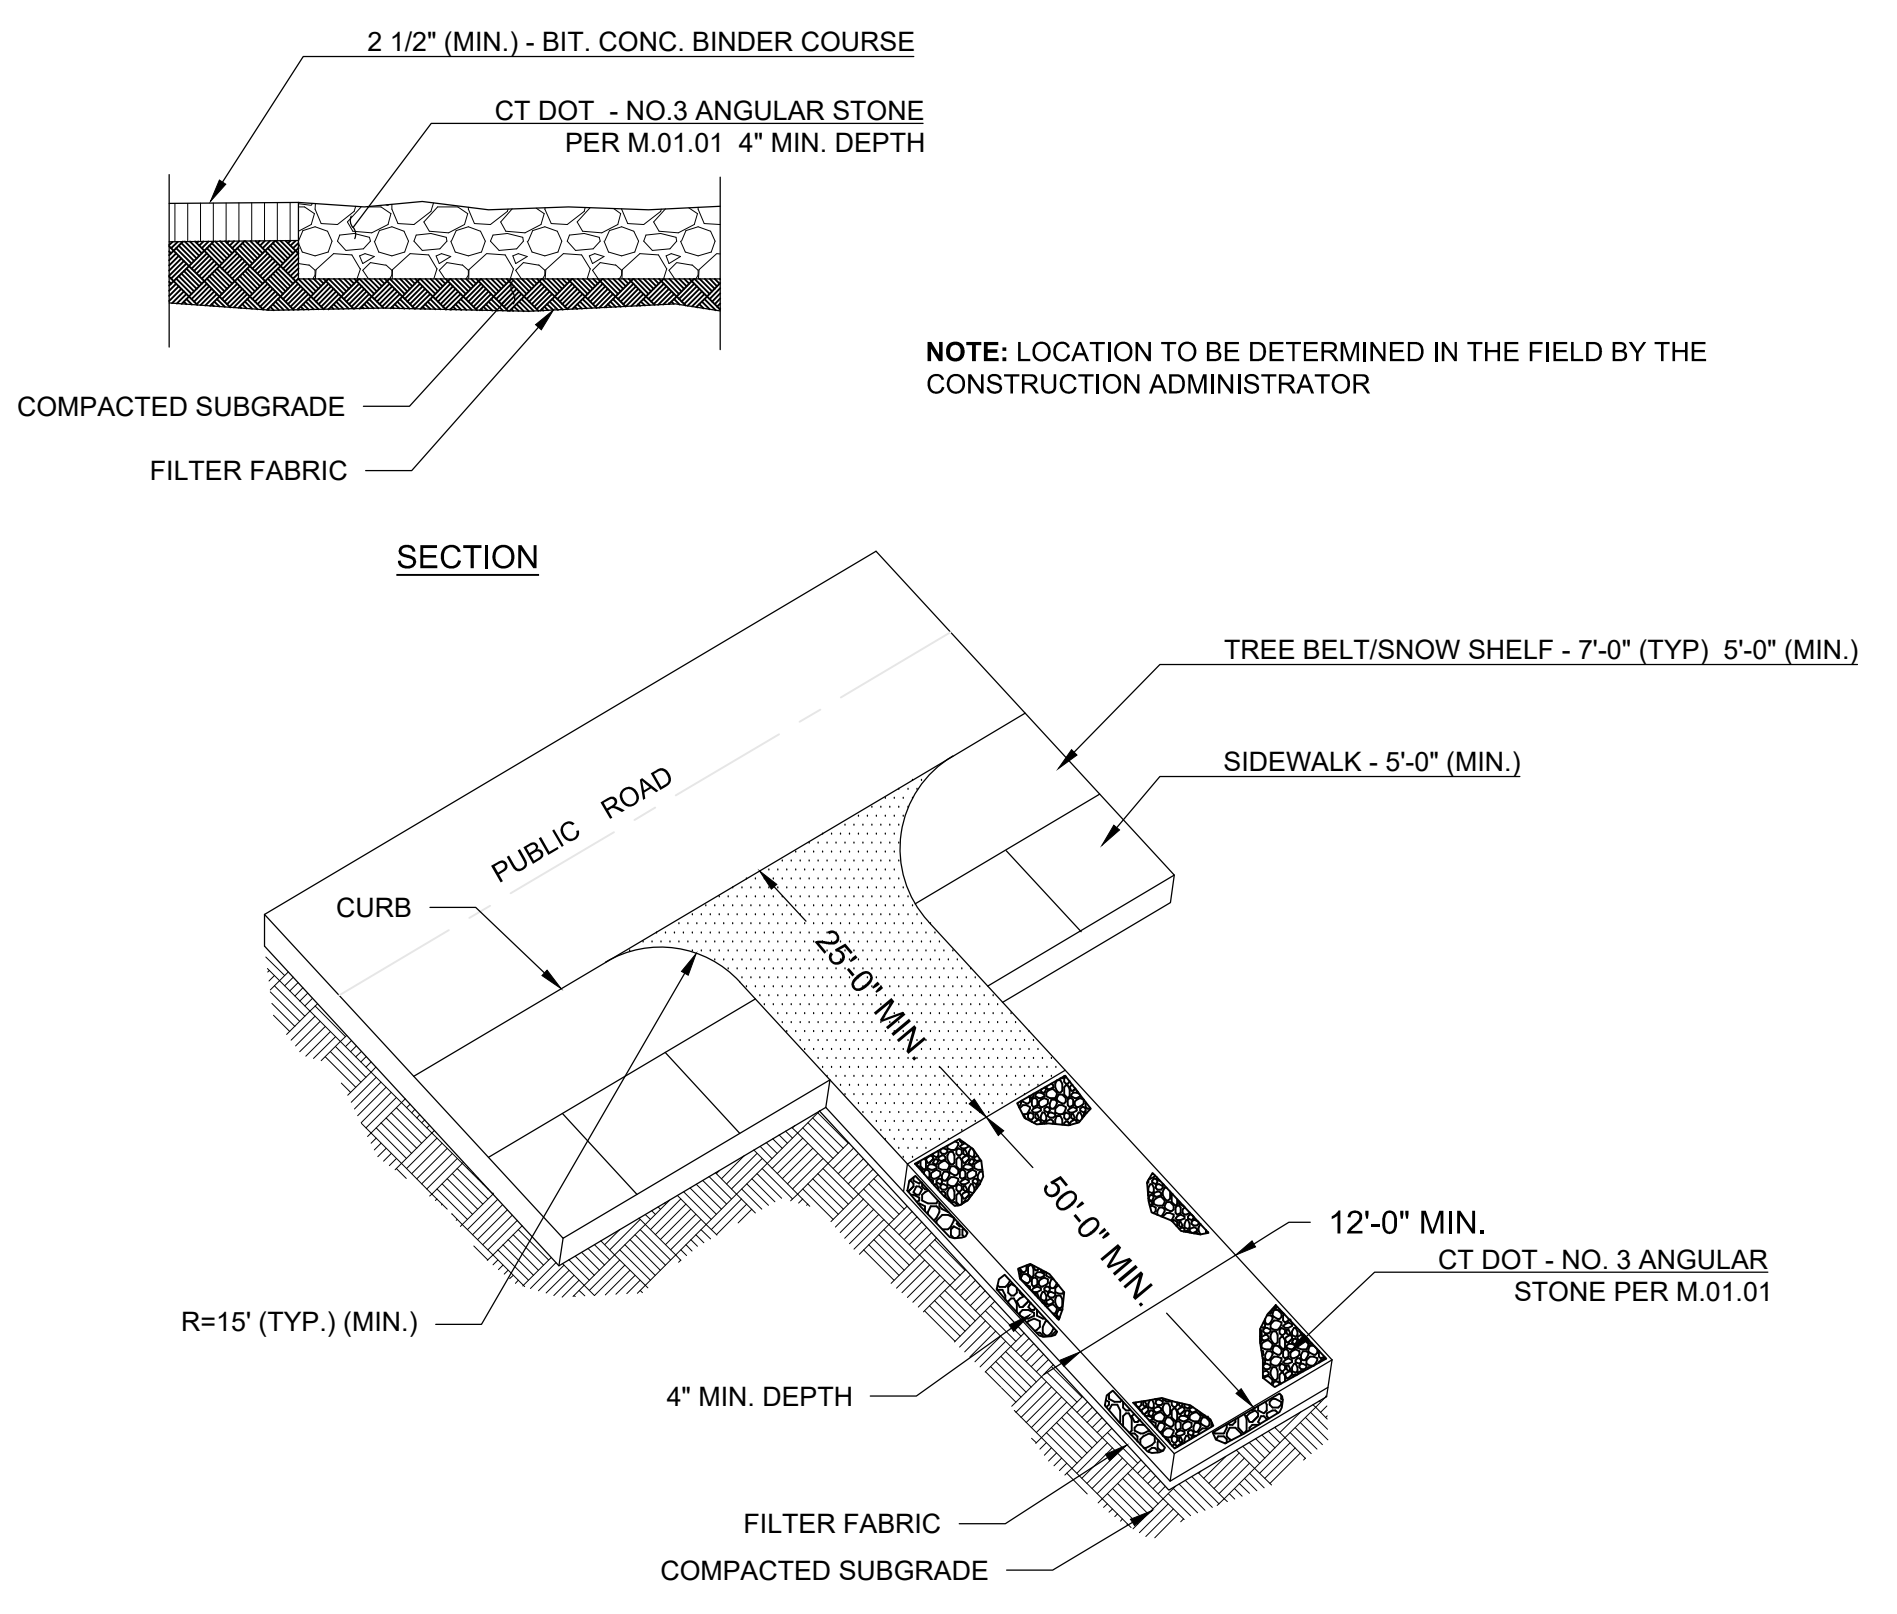 2 1/2" (MIN.) - BIT. CONC. BINDER COURSE
CT DOT - NO.3 ANGULAR STONE
PER M.01.01 4" MIN. DEPTH
NOTE: LOCATION TO BE DETERMINED IN THE FIELD BY THE
CONSTRUCTION ADMINISTRATOR
COMPACTED SUBGRADE
FILTER FABRIC
SECTION
TREE BELT/SNOW SHELF - 7'-0" (TYP) 5'-0" (MIN.)
SIDEWALK - 5'-0" (MIN.)
PUBLIC ROAD
CURB
25'-0" MIN.
50'-0" MIN.
12'-0" MIN.
CT DOT - NO. 3 ANGULAR
STONE PER M.01.01
R=15' (TYP.) (MIN.)
4" MIN. DEPTH
FILTER FABRIC
COMPACTED SUBGRADE